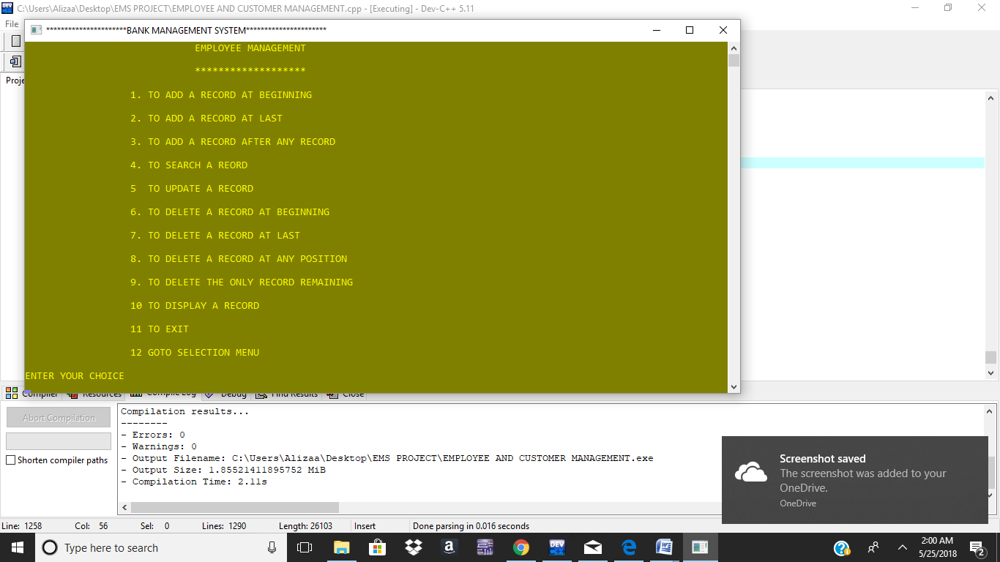 C:\Users\Alizaa\Desktop\EMS PROJECT\EMPLOYEE AND CUSTOMER MANAGEMENT.cpp - [Executing] - Dev-C++ 5.11
File
**********************BANK MANAGEMENT SYSTEM**********************
Proje
EMPLOYEE MANAGEMENT
*******************
1. TO ADD A RECORD AT BEGINNING
2. TO ADD A RECORD AT LAST
3. TO ADD A RECORD AFTER ANY RECORD
4. TO SEARCH A REORD
5  TO UPDATE A RECORD
6. TO DELETE A RECORD AT BEGINNING
7. TO DELETE A RECORD AT LAST
8. TO DELETE A RECORD AT ANY POSITION
9. TO DELETE THE ONLY RECORD REMAINING
10 TO DISPLAY A RECORD
11 TO EXIT
12 GOTO SELECTION MENU
ENTER YOUR CHOICE
Compiler Resources Compile Log Debug Find Results Close
Abort Compilation
Shorten compiler paths
Compilation results...
--------
- Errors: 0
- Warnings: 0
- Output Filename: C:\Users\Alizaa\Desktop\EMS PROJECT\EMPLOYEE AND CUSTOMER MANAGEMENT.exe
- Output Size: 1.85521411895752 MiB
- Compilation Time: 2.11s
Screenshot saved
The screenshot was added to your
OneDrive.
OneDrive
Line: 1258 Col: 56 Sel: 0 Lines: 1290 Length: 26103 Insert Done parsing in 0.016 seconds
Type here to search
DEV
2:00 AM
5/25/2018
2